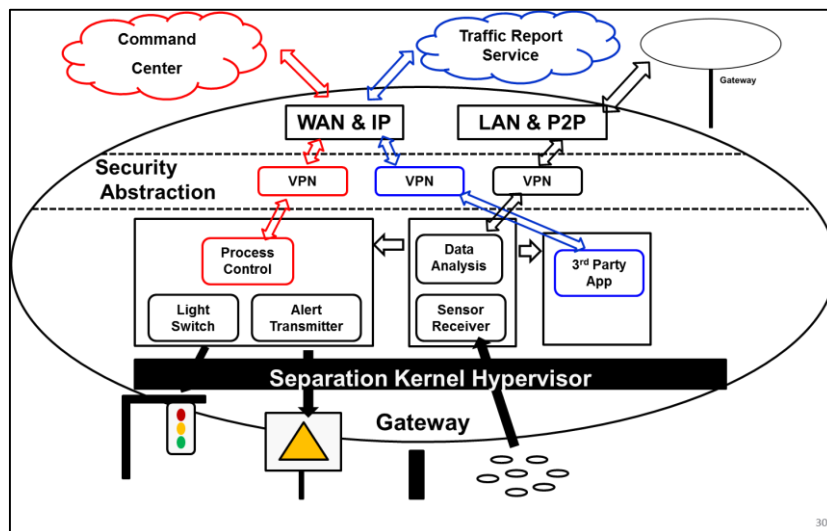 Command
Center
Traffic Report
Service
Gateway
WAN & IP
LAN & P2P
Security
Abstraction
VPN
VPN
VPN
Process
Control
Data
Analysis
3rd Party
App
Light
Switch
Alert
Transmitter
Sensor
Receiver
Separation Kernel Hypervisor
Gateway
30